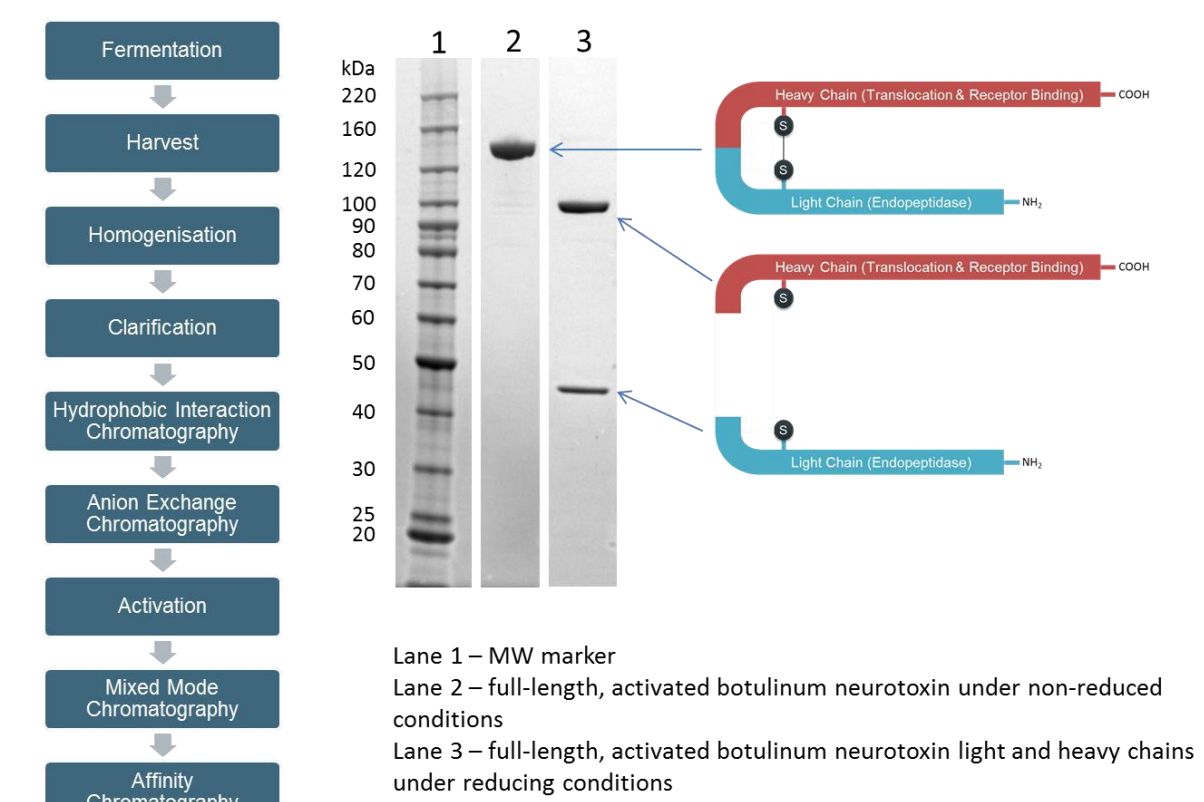 Fermentation
Harvest
Homogenisation
Clarification
Hydrophobic Interaction
Chromatography
Anion Exchange
Chromatography
Activation
Mixed Mode
Chromatography
Affinity
Chromatography
1 2 3
kDa
220
160
120
100
90
80
70
60
50
40
30
25
20
Heavy Chain (Translocation & Receptor Binding) COOH
S
S
Light Chain (Endopeptidase) NH₂
Heavy Chain (Translocation & Receptor Binding) COOH
S
S
Light Chain (Endopeptidase) NH₂
Lane 1 – MW marker
Lane 2 – full-length, activated botulinum neurotoxin under non-reduced
conditions
Lane 3 – full-length, activated botulinum neurotoxin light and heavy chains
under reducing conditions